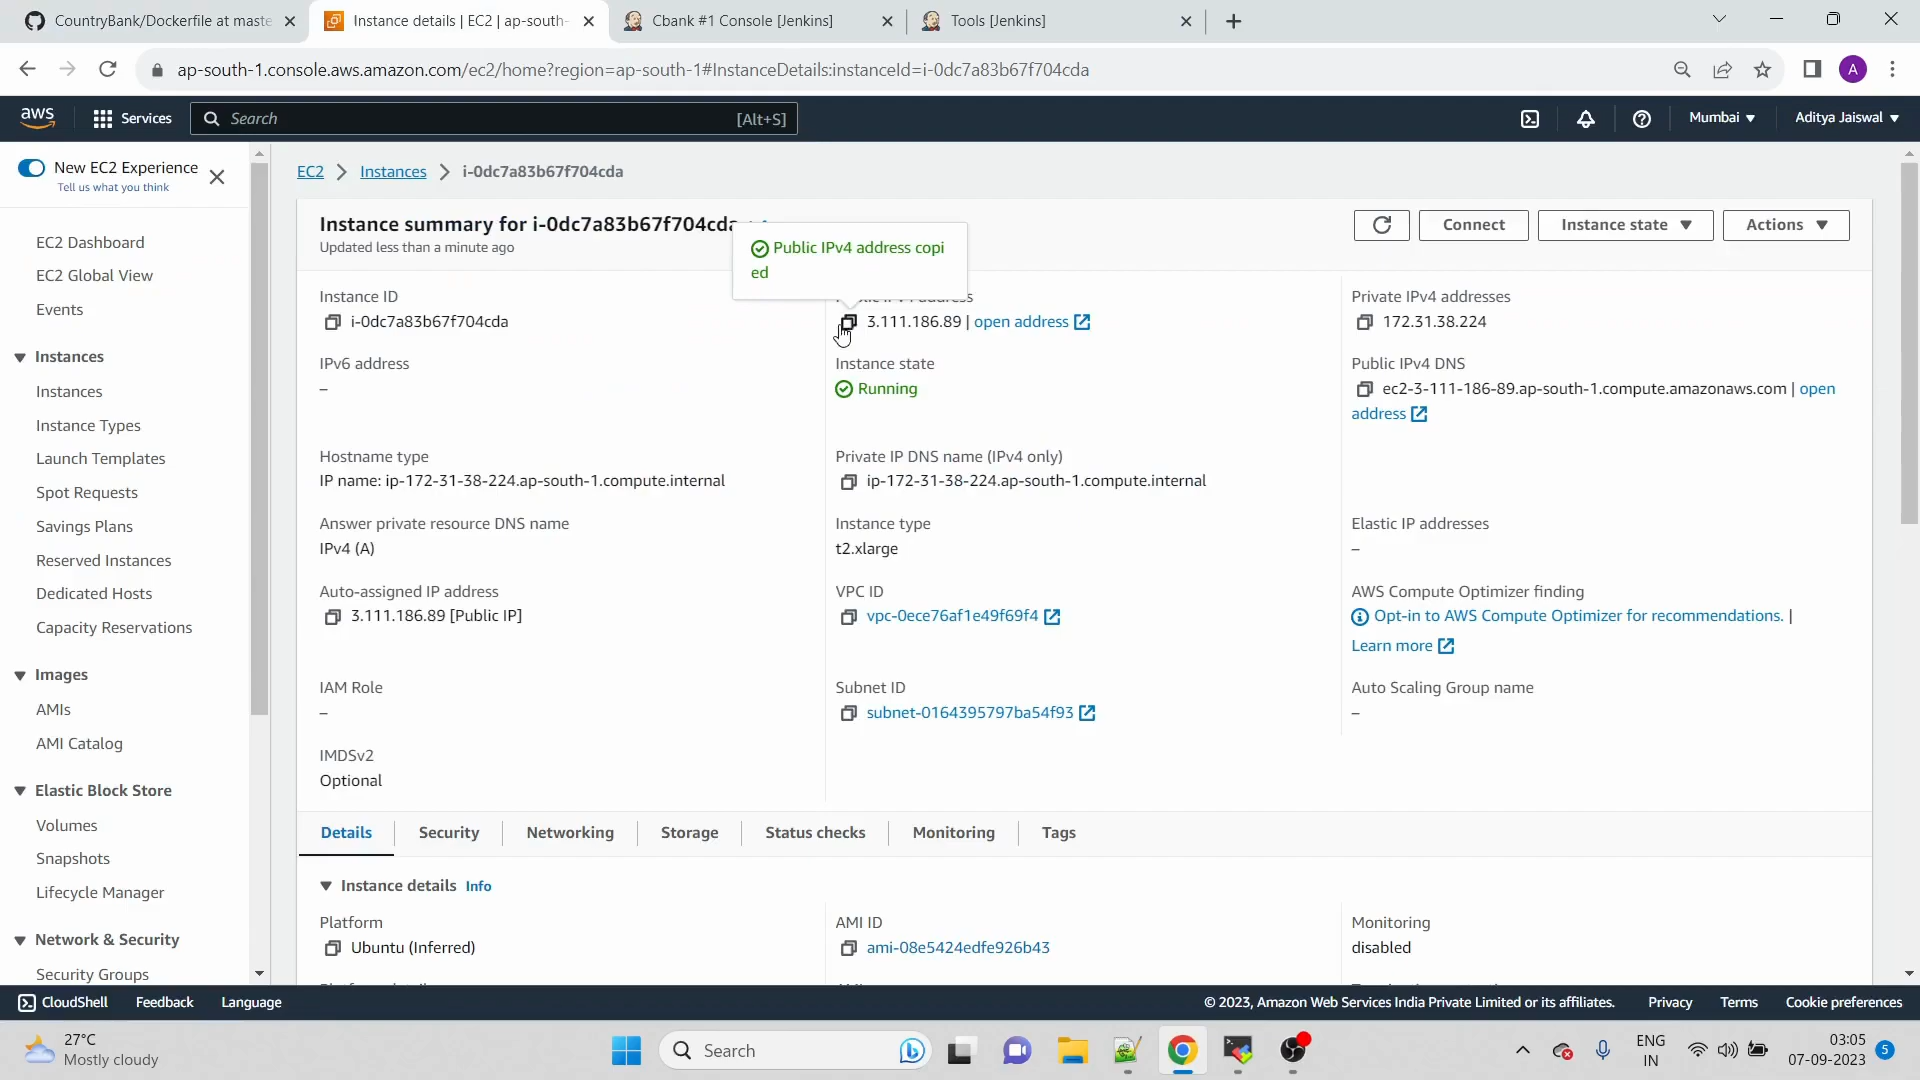 CountryBank/Dockerfile at maste
Instance details | EC2 | ap-south-
Cbank #1 Console [Jenkins]
Tools [Jenkins]
ap-south-1.console.aws.amazon.com/ec2/home?region=ap-south-1#InstanceDetails:instanceId=i-0dc7a83b67f704cda
A
aws
Services
Search
[Alt+S]
Mumbai
Aditya Jaiswal
New EC2 Experience
Tell us what you think
EC2 Dashboard
EC2 Global View
Events
Instances
Instances
Instance Types
Launch Templates
Spot Requests
Savings Plans
Reserved Instances
Dedicated Hosts
Capacity Reservations
Images
AMIs
AMI Catalog
Elastic Block Store
Volumes
Snapshots
Lifecycle Manager
Network & Security
Security Groups
EC2 > Instances > i-0dc7a83b67f704cda
Instance summary for i-0dc7a83b67f704cda
Updated less than a minute ago
Connect
Instance state
Actions
Public IPv4 address copi
ed
Instance ID
i-0dc7a83b67f704cda
3.111.186.89 | open address
Private IPv4 addresses
172.31.38.224
IPv6 address
–
Instance state
Running
Public IPv4 DNS
ec2-3-111-186-89.ap-south-1.compute.amazonaws.com | open
address
Hostname type
IP name: ip-172-31-38-224.ap-south-1.compute.internal
Private IP DNS name (IPv4 only)
ip-172-31-38-224.ap-south-1.compute.internal
Answer private resource DNS name
IPv4 (A)
Instance type
t2.xlarge
Elastic IP addresses
–
Auto-assigned IP address
3.111.186.89 [Public IP]
VPC ID
vpc-0ece76af1e49f69f4
AWS Compute Optimizer finding
Opt-in to AWS Compute Optimizer for recommendations. |
Learn more
IAM Role
–
Subnet ID
subnet-0164395797ba54f93
Auto Scaling Group name
–
IMDSv2
Optional
Details
Security
Networking
Storage
Status checks
Monitoring
Tags
Instance details Info
Platform
Ubuntu (Inferred)
AMI ID
ami-08e5424edfe926b43
Monitoring
disabled
CloudShell
Feedback
Language
© 2023, Amazon Web Services India Private Limited or its affiliates.
Privacy
Terms
Cookie preferences
27°C
Mostly cloudy
Search
ENG
IN
03:05
07-09-2023
5